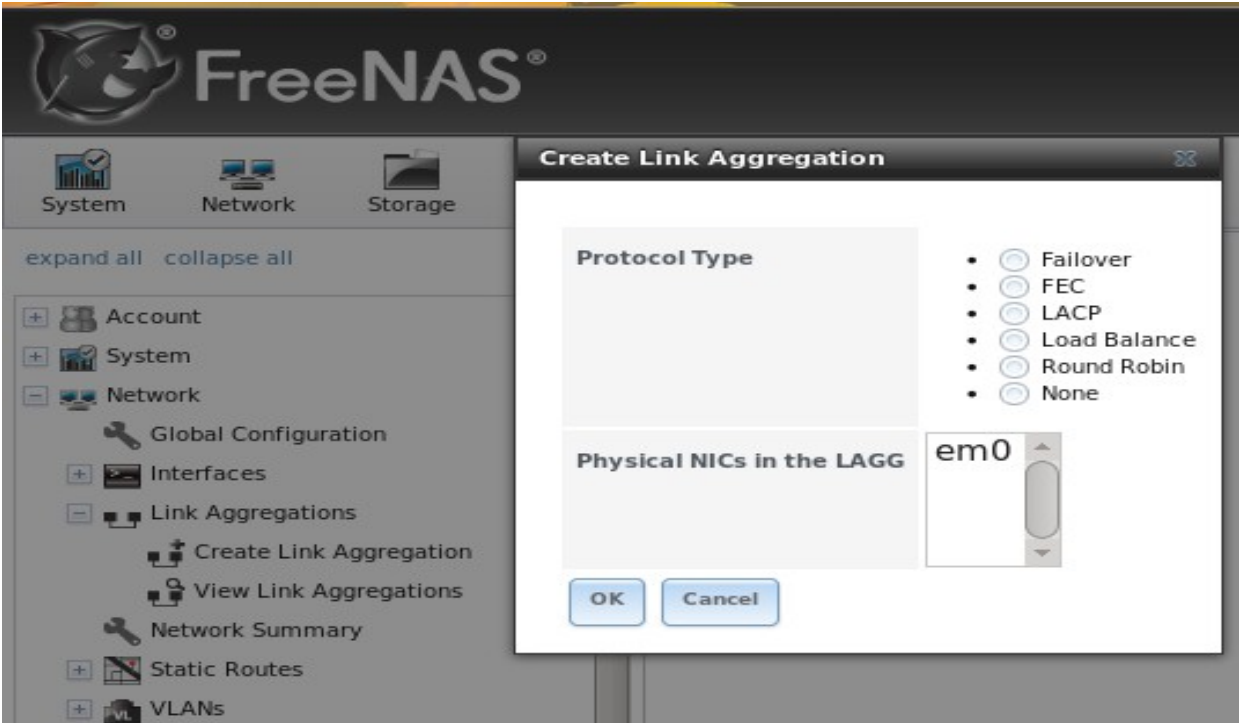 FreeNAS®
System
Network
Storage
expand all collapse all
Account
System
Network
Global Configuration
Interfaces
Link Aggregations
Create Link Aggregation
View Link Aggregations
Network Summary
Static Routes
VLANs
Create Link Aggregation
Protocol Type
Failover
FEC
LACP
Load Balance
Round Robin
None
Physical NICs in the LAGG
em0
OK
Cancel